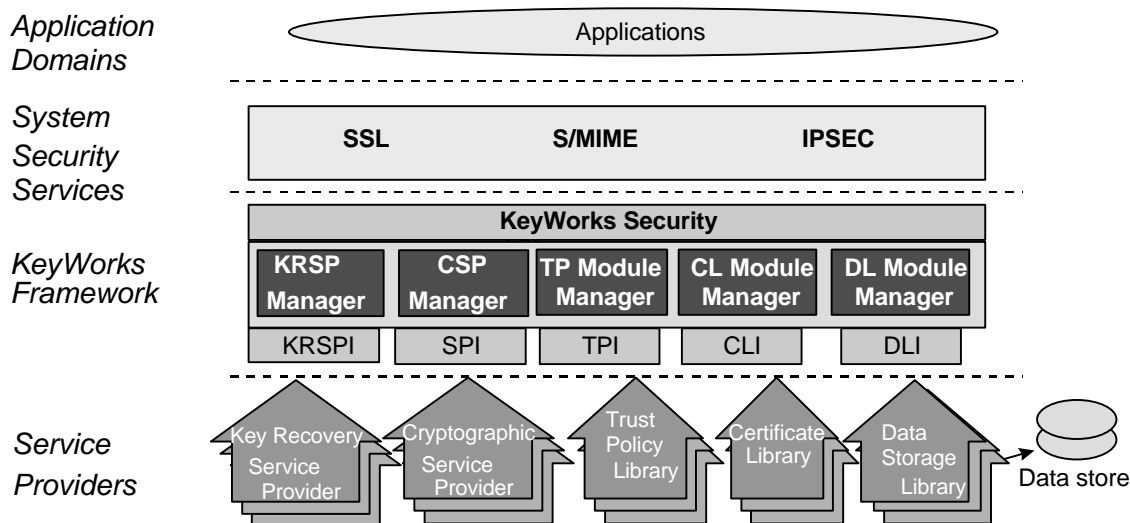 Application
Domains
Applications
System
Security
Services
SSL S/MIME IPSEC
KeyWorks Security
KeyWorks
Framework
KRSP
Manager
CSP
Manager
TP Module
Manager
CL Module
Manager
DL Module
Manager
KRSPI SPI TPI CLI DLI
Service
Providers
Key Recovery
Service
Provider
Cryptographic
Service
Provider
Trust
Policy
Library
Certificate
Library
Data
Storage
Library
Data store